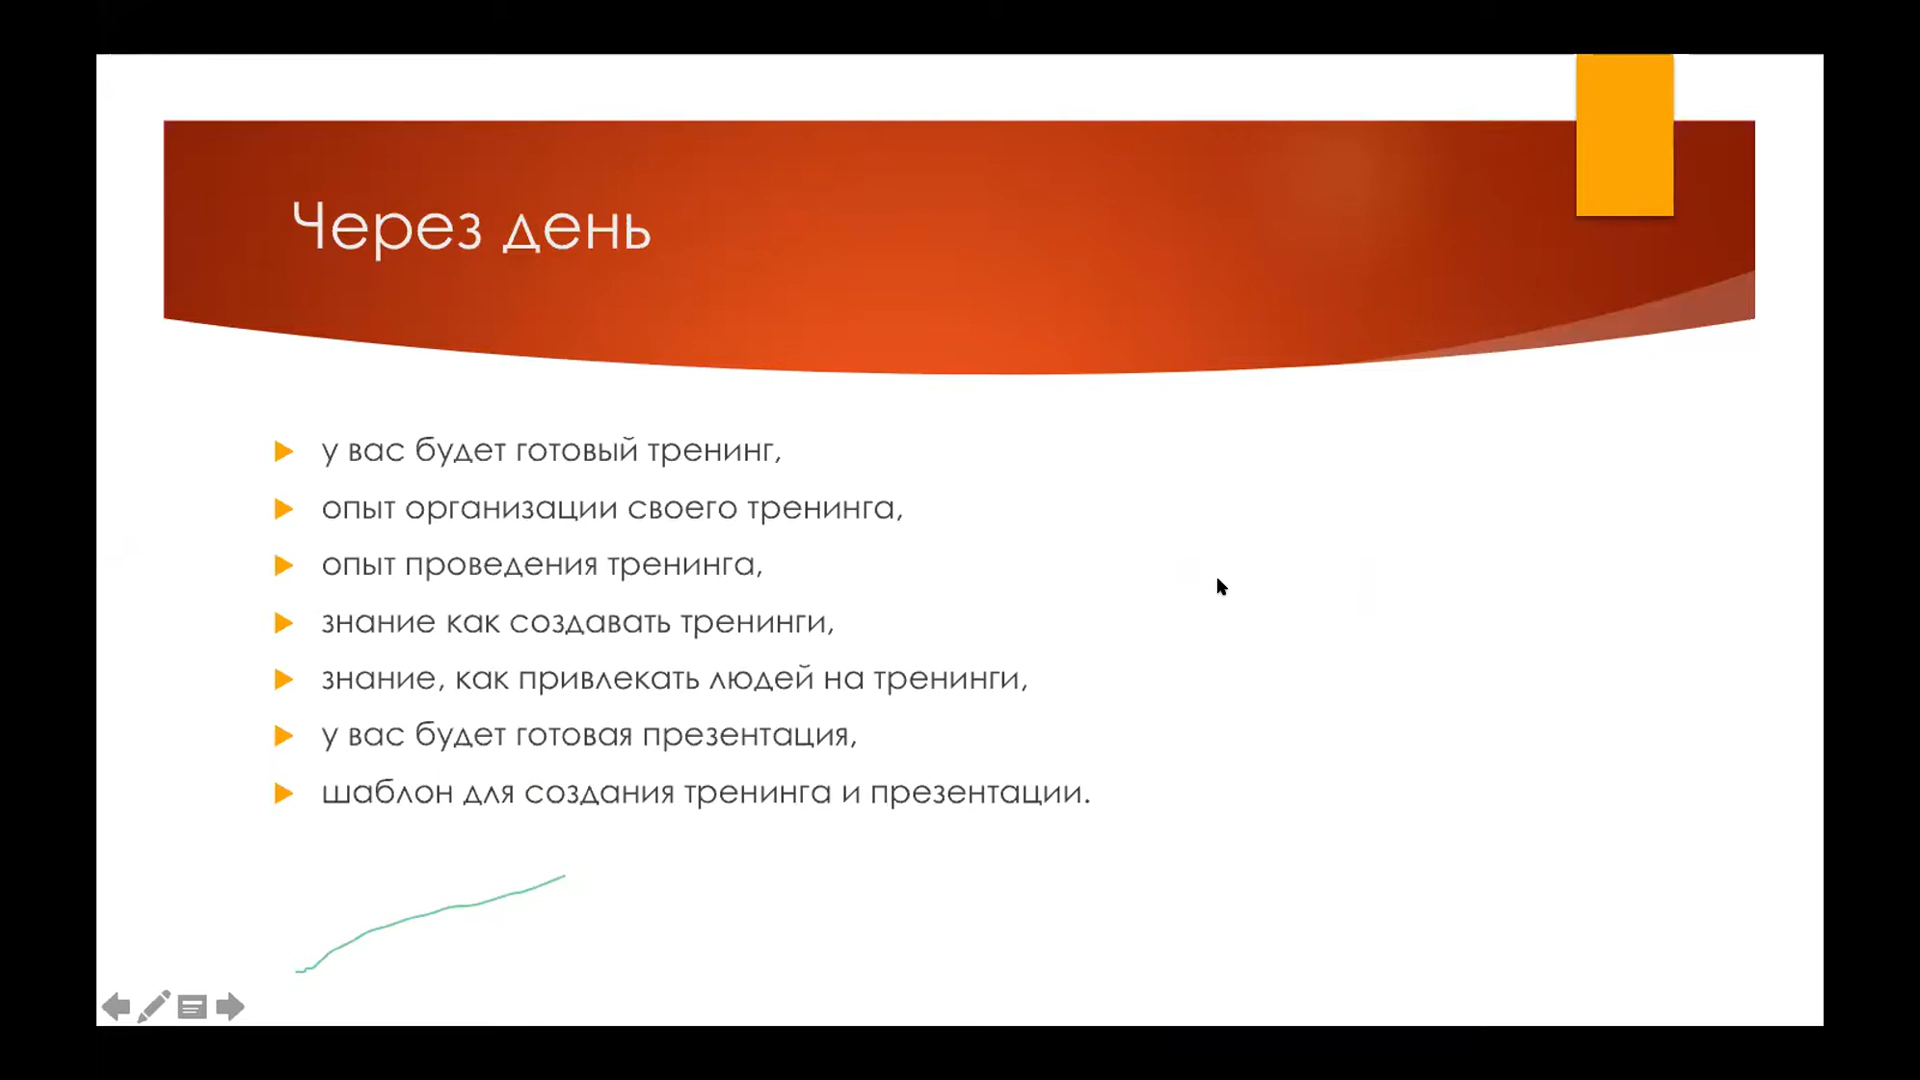 Через день
у вас будет готовый тренинг,
опыт организации своего тренинга,
опыт проведения тренинга,
знание как создавать тренинги,
знание, как привлекать людей на тренинги,
у вас будет готовая презентация,
шаблон для создания тренинга и презентации.